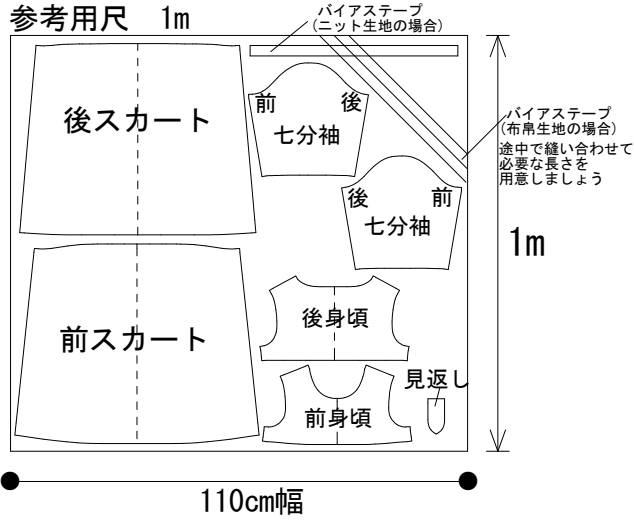 参考用尺 1m
バイアステープ
(ニット生地の場合)
後スカート
前 後
七分袖
バイアステープ
(布帛生地の場合)
途中で縫い合わせて
必要な長さを
用意しましょう
後 前
七分袖
1m
後身頃
前スカート
見返し
前身頃
110cm幅